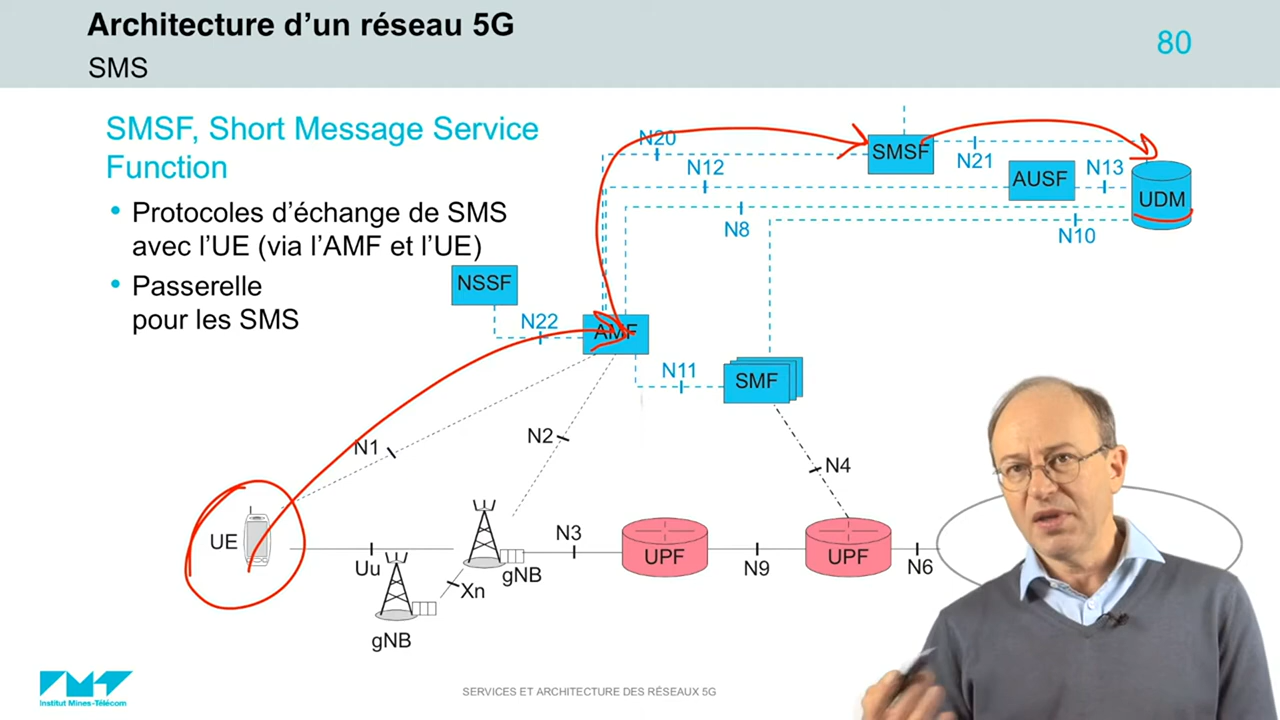 Architecture d’un réseau 5G
SMS
80
SMSF, Short Message Service
Function
• Protocoles d’échange de SMS
avec l’UE (via l’AMF et l’UE)
• Passerelle
pour les SMS
N20
SMSF
N21
N12
AUSF
N13
UDM
N8
N10
NSSF
N22
AMF
N11
SMF
N1
N2
N4
UE
Uu
gNB
Xn
gNB
N3
UPF
N9
UPF
N6
Institut Mines-Télécom
SERVICES ET ARCHITECTURE DES RÉSEAUX 5G